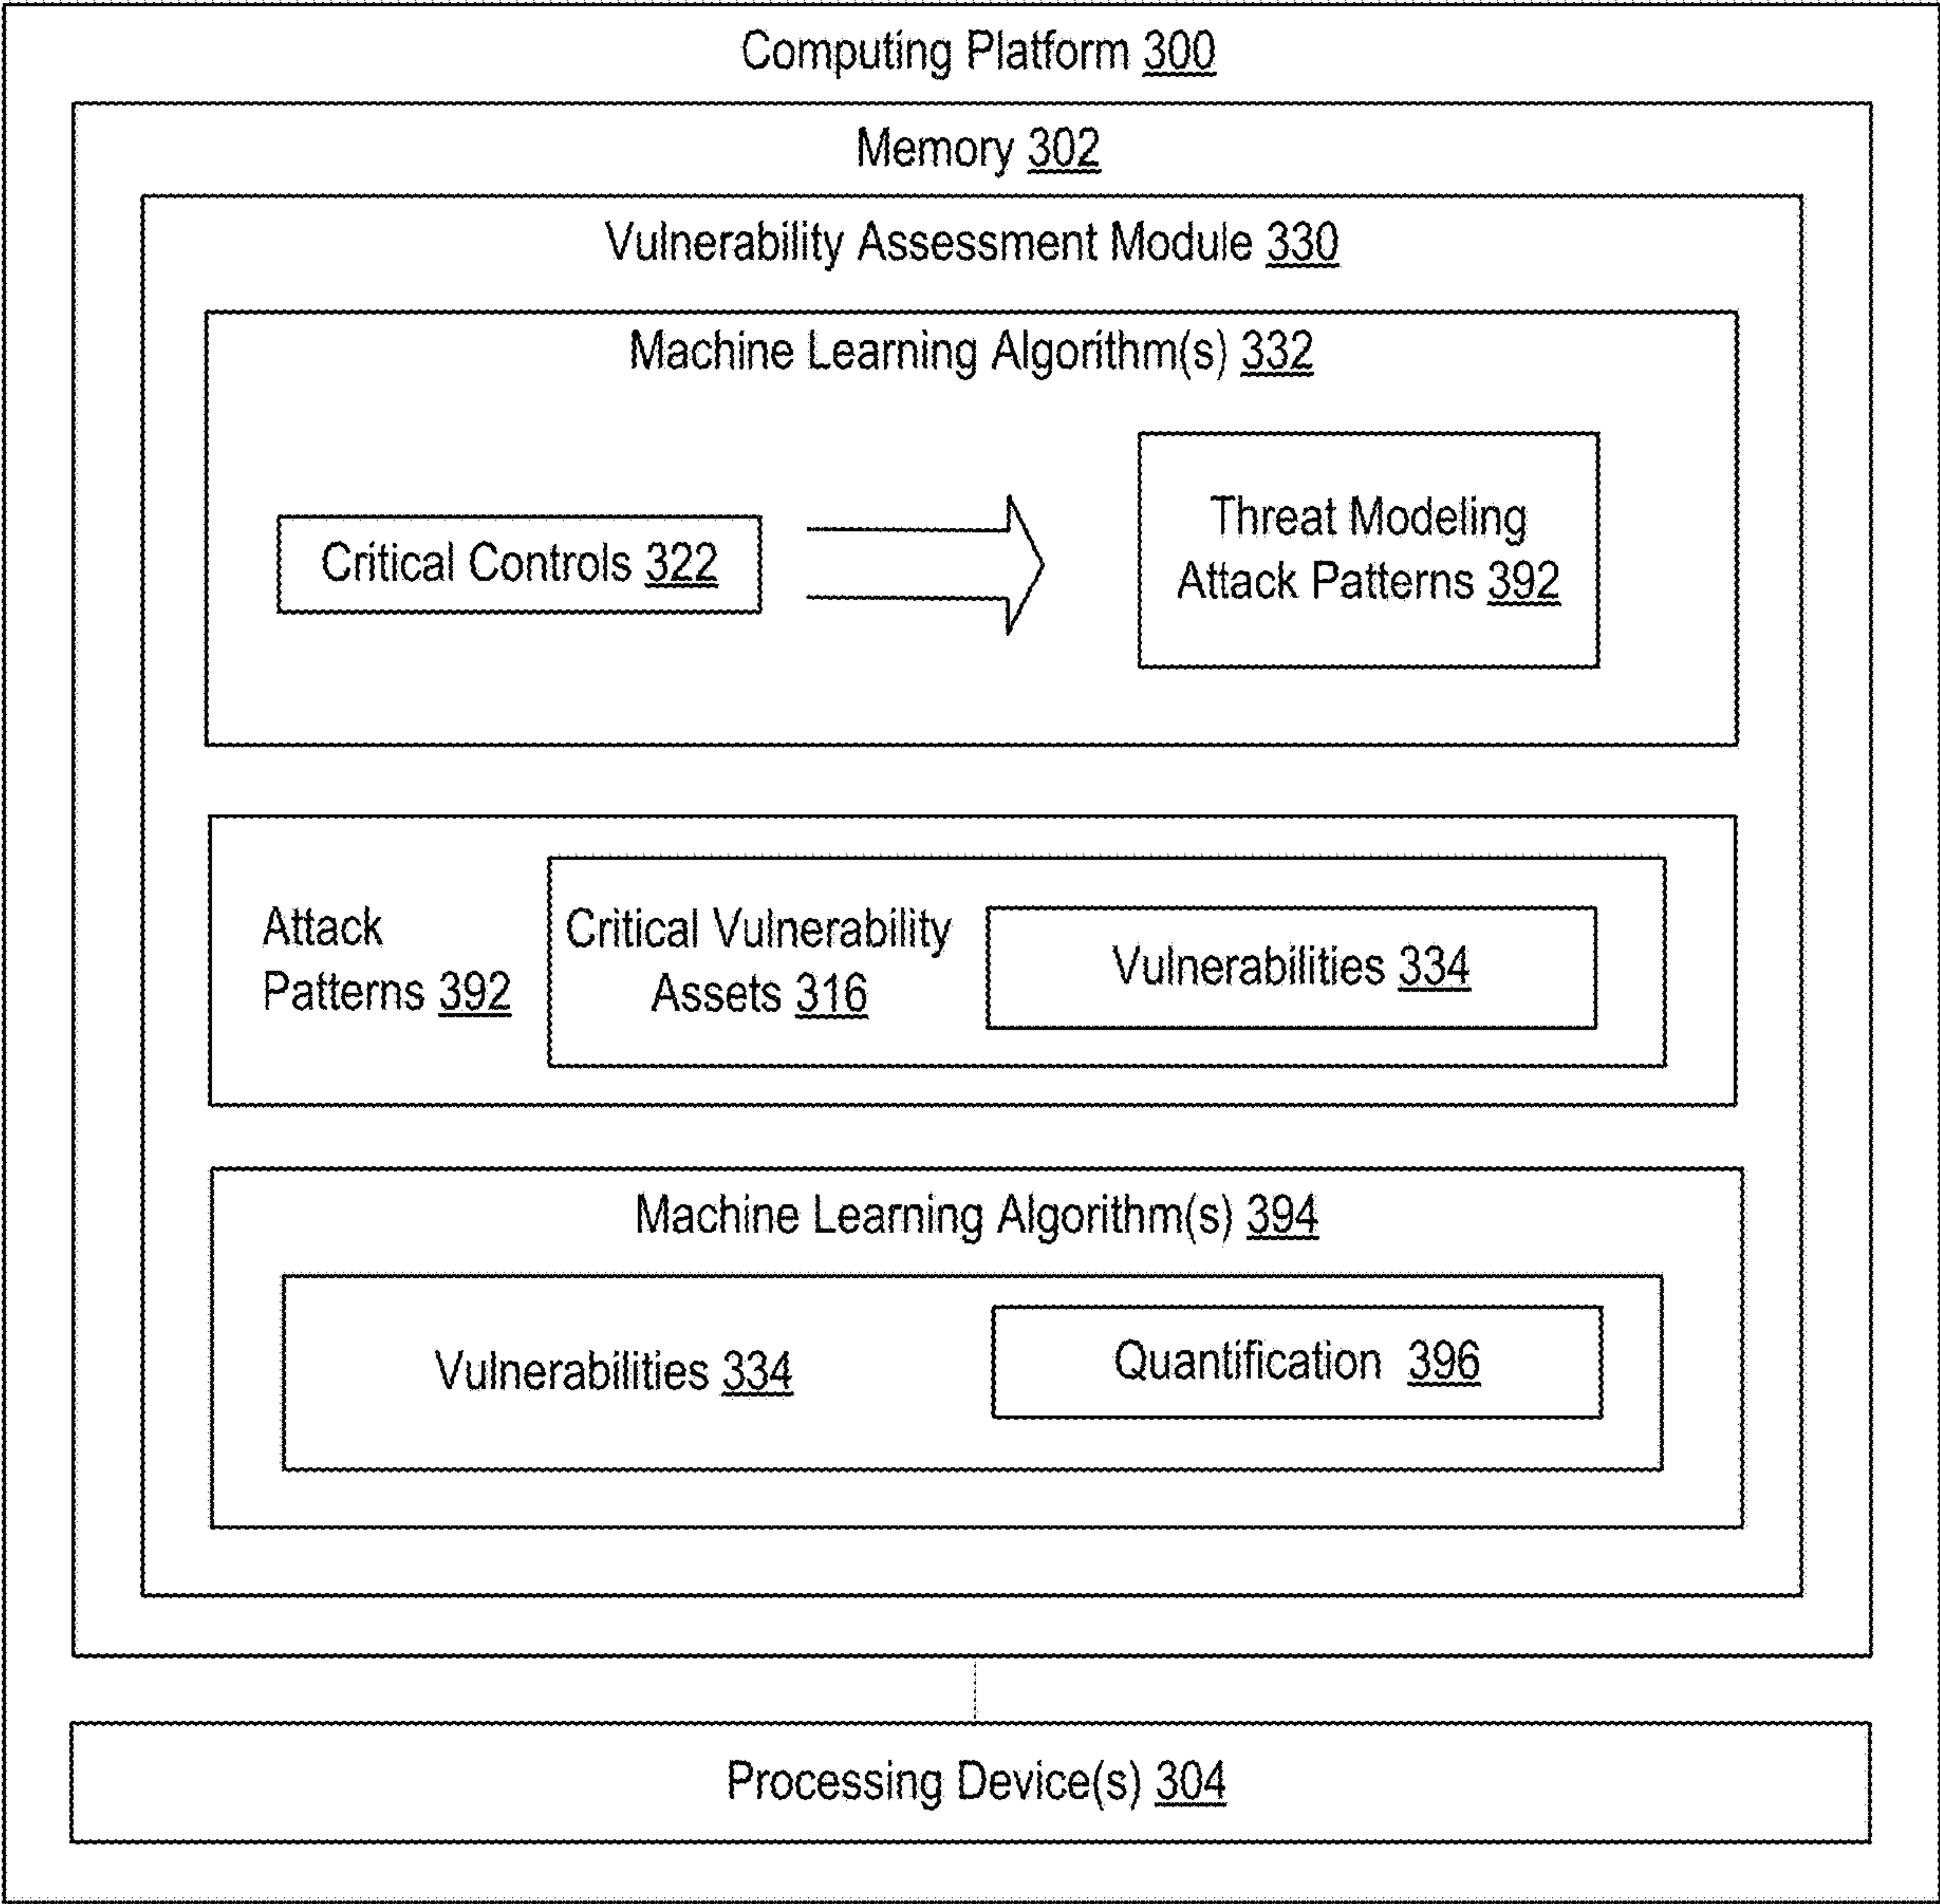 Computing Platform 300
Memory 302
Vulnerability Assessment Module 330
Machine Learning Algorithm(s) 332
Critical Controls 322
Threat Modeling
Attack Patterns 392
Attack
Patterns 392
Critical Vulnerability
Assets 316
Vulnerabilities 334
Machine Learning Algorithm(s) 394
Vulnerabilities 334
Quantification 396
Processing Device(s) 304